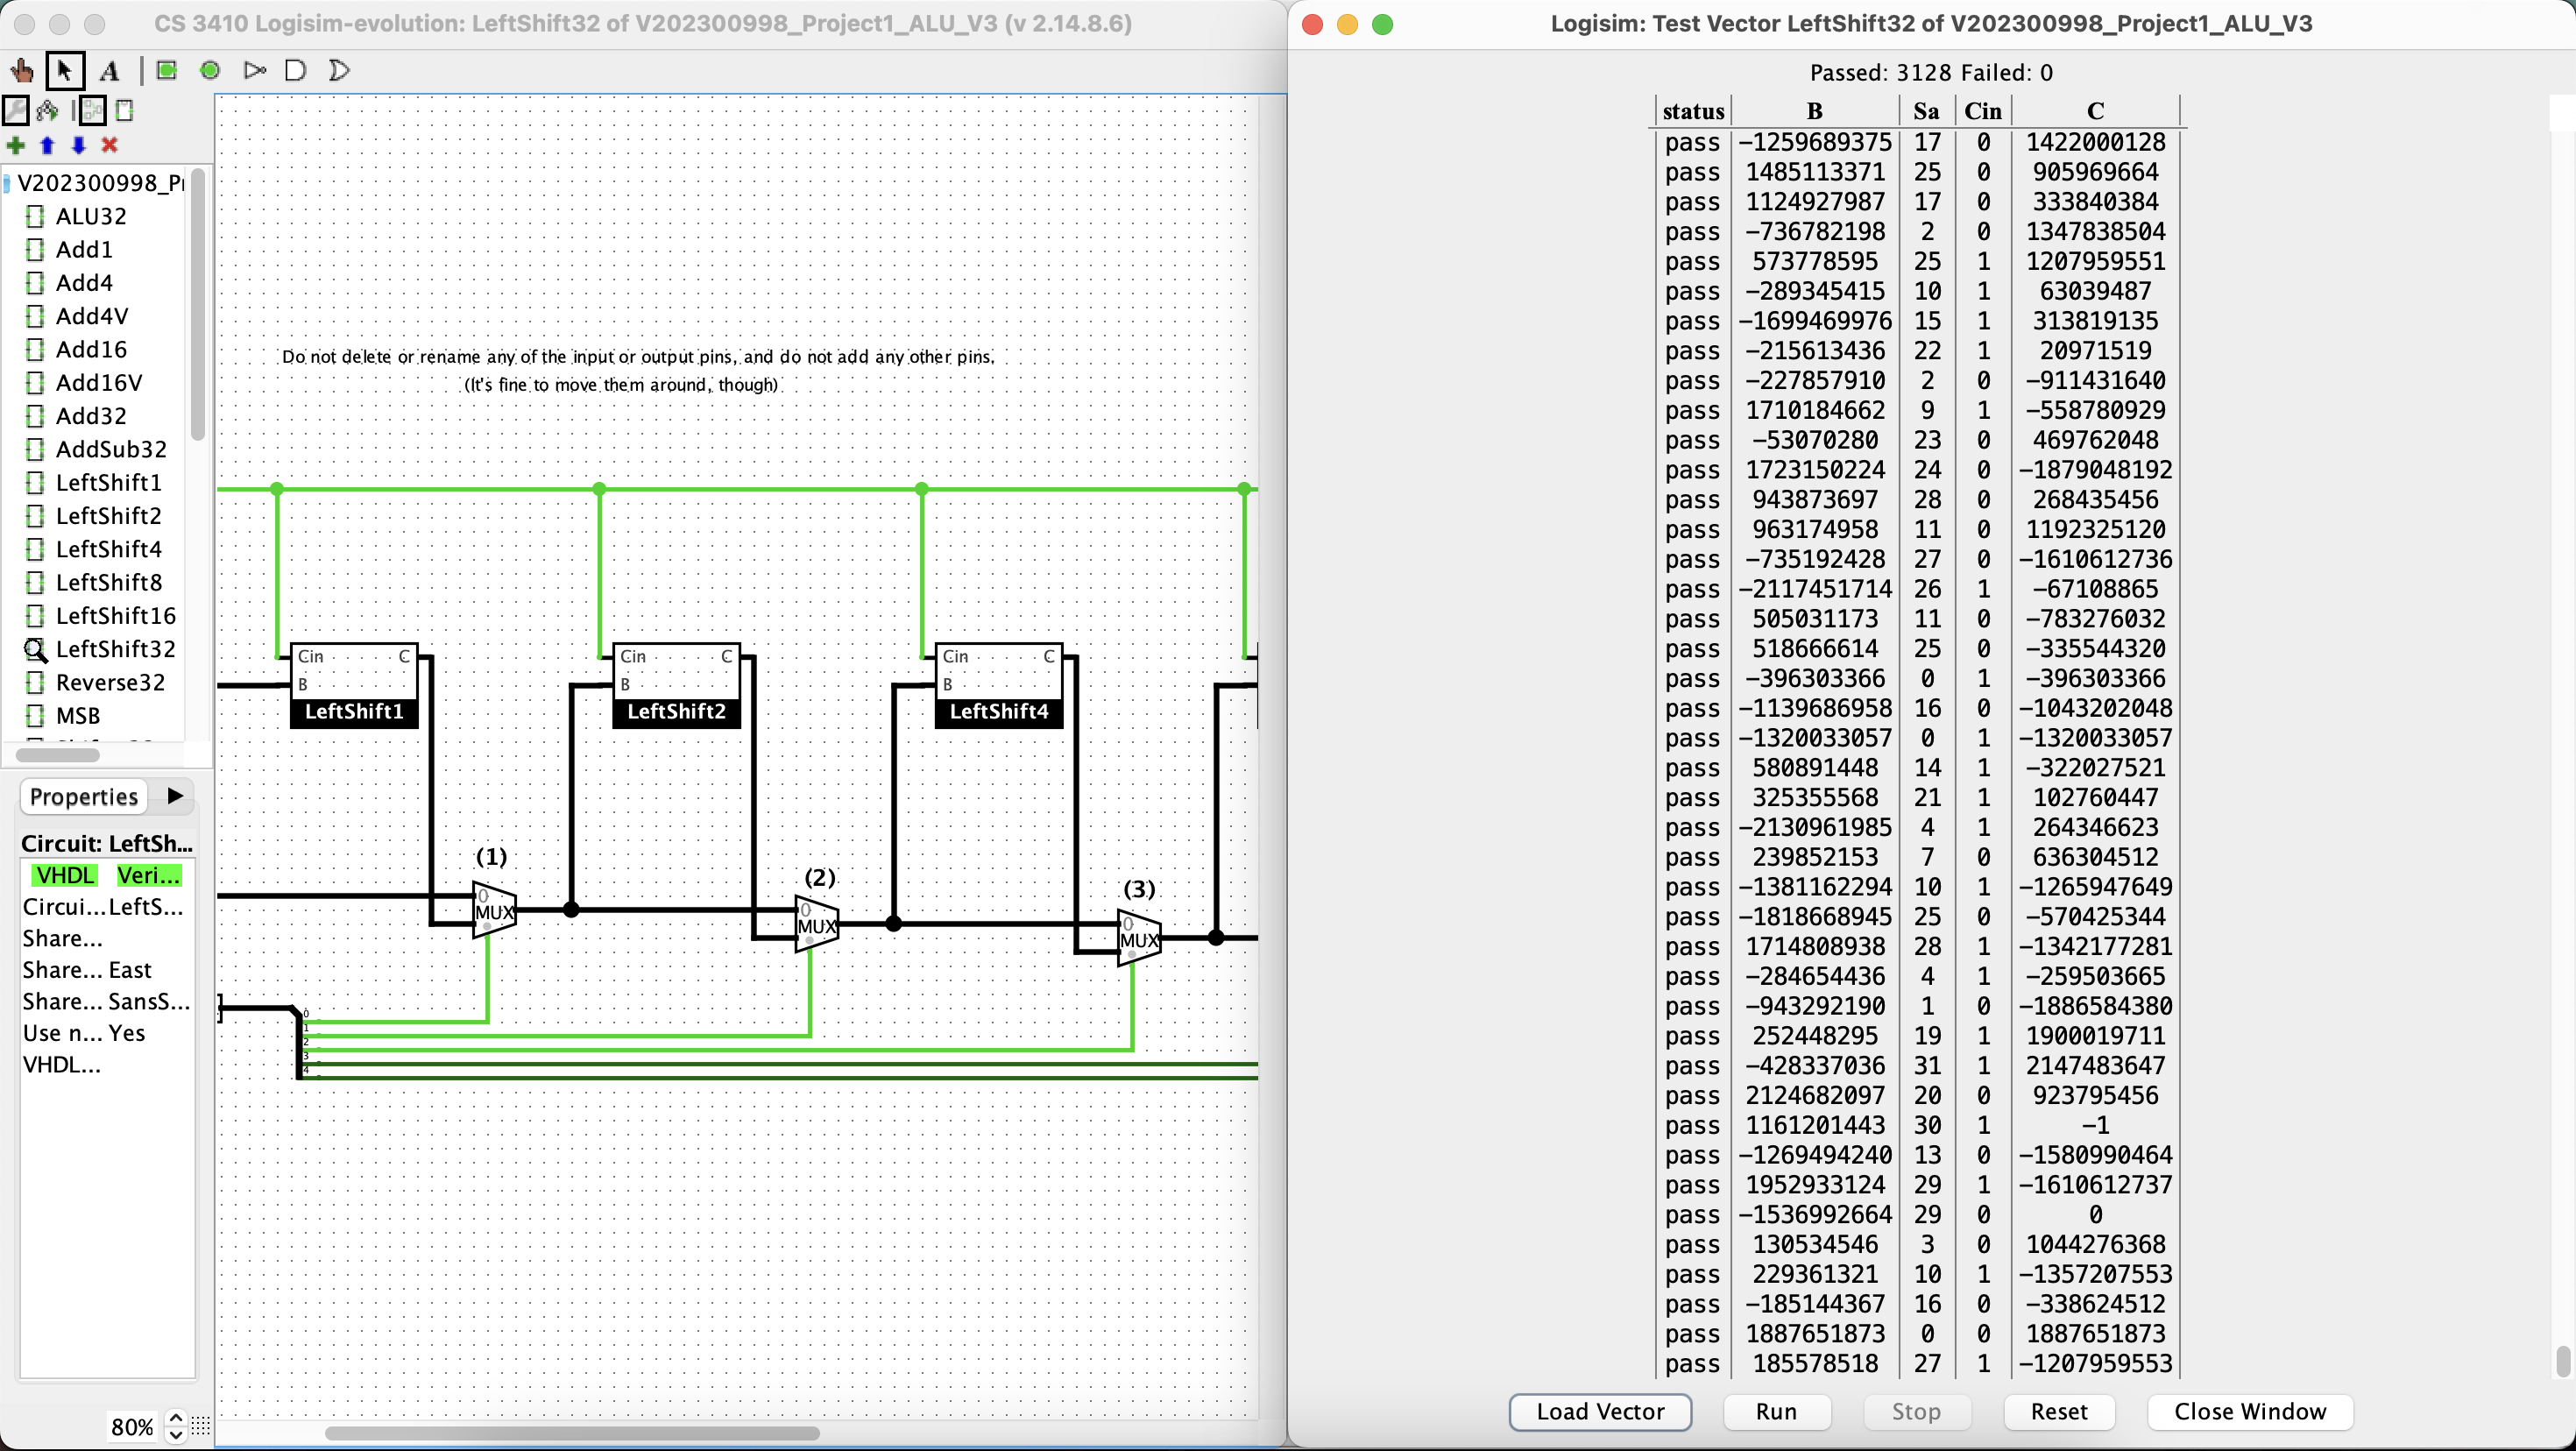 CS 3410 Logisim-evolution: LeftShift32 of V202300998_Project1_ALU_V3 (v 2.14.8.6)
A
V202300998_Pr
ALU32
Add1
Add4
Add4V
Add16
Add16V
Add32
AddSub32
LeftShift1
LeftShift2
LeftShift4
LeftShift8
LeftShift16
LeftShift32
Reverse32
MSB
Properties
Circuit: LeftSh...
VHDL Veri...
Circui... LeftS...
Share...
Share... East
Share... SansS...
Use n... Yes
VHDL...
80%
Do not delete or rename any of the input or output pins, and do not add any other pins.
(It's fine to move them around, though)
Cin C
B
LeftShift1
Cin C
B
LeftShift2
Cin C
B
LeftShift4
(1)
0
MUX
(2)
0
MUX
(3)
0
MUX
0
1
2
3
4
Logisim: Test Vector LeftShift32 of V202300998_Project1_ALU_V3
Passed: 3128 Failed: 0
status B Sa Cin C
pass -1259689375 17 0 1422000128
pass 1485113371 25 0 905969664
pass 1124927987 17 0 333840384
pass -736782198 2 0 1347838504
pass 573778595 25 1 1207959551
pass -289345415 10 1 63039487
pass -1699469976 15 1 313819135
pass -215613436 22 1 20971519
pass -227857910 2 0 -911431640
pass 1710184662 9 1 -558780929
pass -53070280 23 0 469762048
pass 1723150224 24 0 -1879048192
pass 943873697 28 0 268435456
pass 963174958 11 0 1192325120
pass -735192428 27 0 -1610612736
pass -2117451714 26 1 -67108865
pass 505031173 11 0 -783276032
pass 518666614 25 0 -335544320
pass -396303366 0 1 -396303366
pass -1139686958 16 0 -1043202048
pass -1320033057 0 1 -1320033057
pass 580891448 14 1 -322027521
pass 325355568 21 1 102760447
pass -2130961985 4 1 264346623
pass 239852153 7 0 636304512
pass -1381162294 10 1 -1265947649
pass -1818668945 25 0 -570425344
pass 1714808938 28 1 -1342177281
pass -284654436 4 1 -259503665
pass -943292190 1 0 -1886584380
pass 252448295 19 1 1900019711
pass -428337036 31 1 2147483647
pass 2124682097 20 0 923795456
pass 1161201443 30 1 -1
pass -1269494240 13 0 -1580990464
pass 1952933124 29 1 -1610612737
pass -1536992664 29 0 0
pass 130534546 3 0 1044276368
pass 229361321 10 1 -1357207553
pass -185144367 16 0 -338624512
pass 1887651873 0 0 1887651873
pass 185578518 27 1 -1207959553
Load Vector Run Stop Reset Close Window